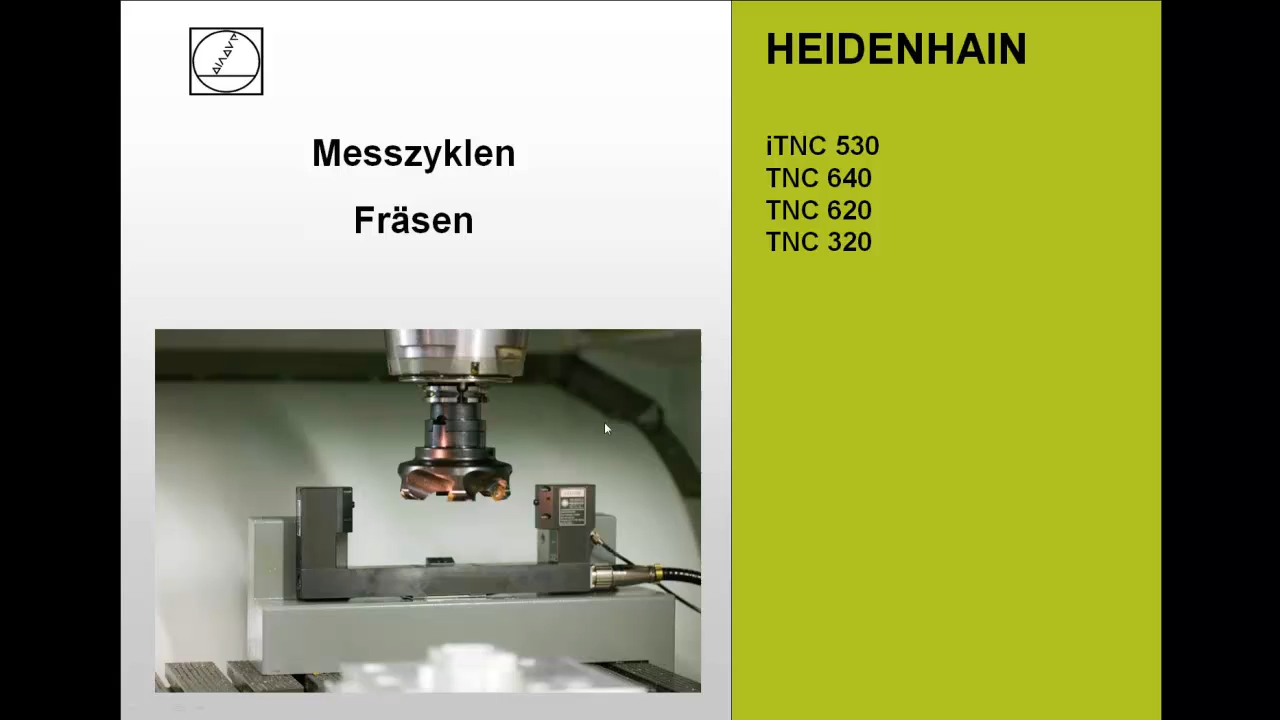 Messzyklen
Fräsen
HEIDENHAIN
iTNC 530
TNC 640
TNC 620
TNC 320